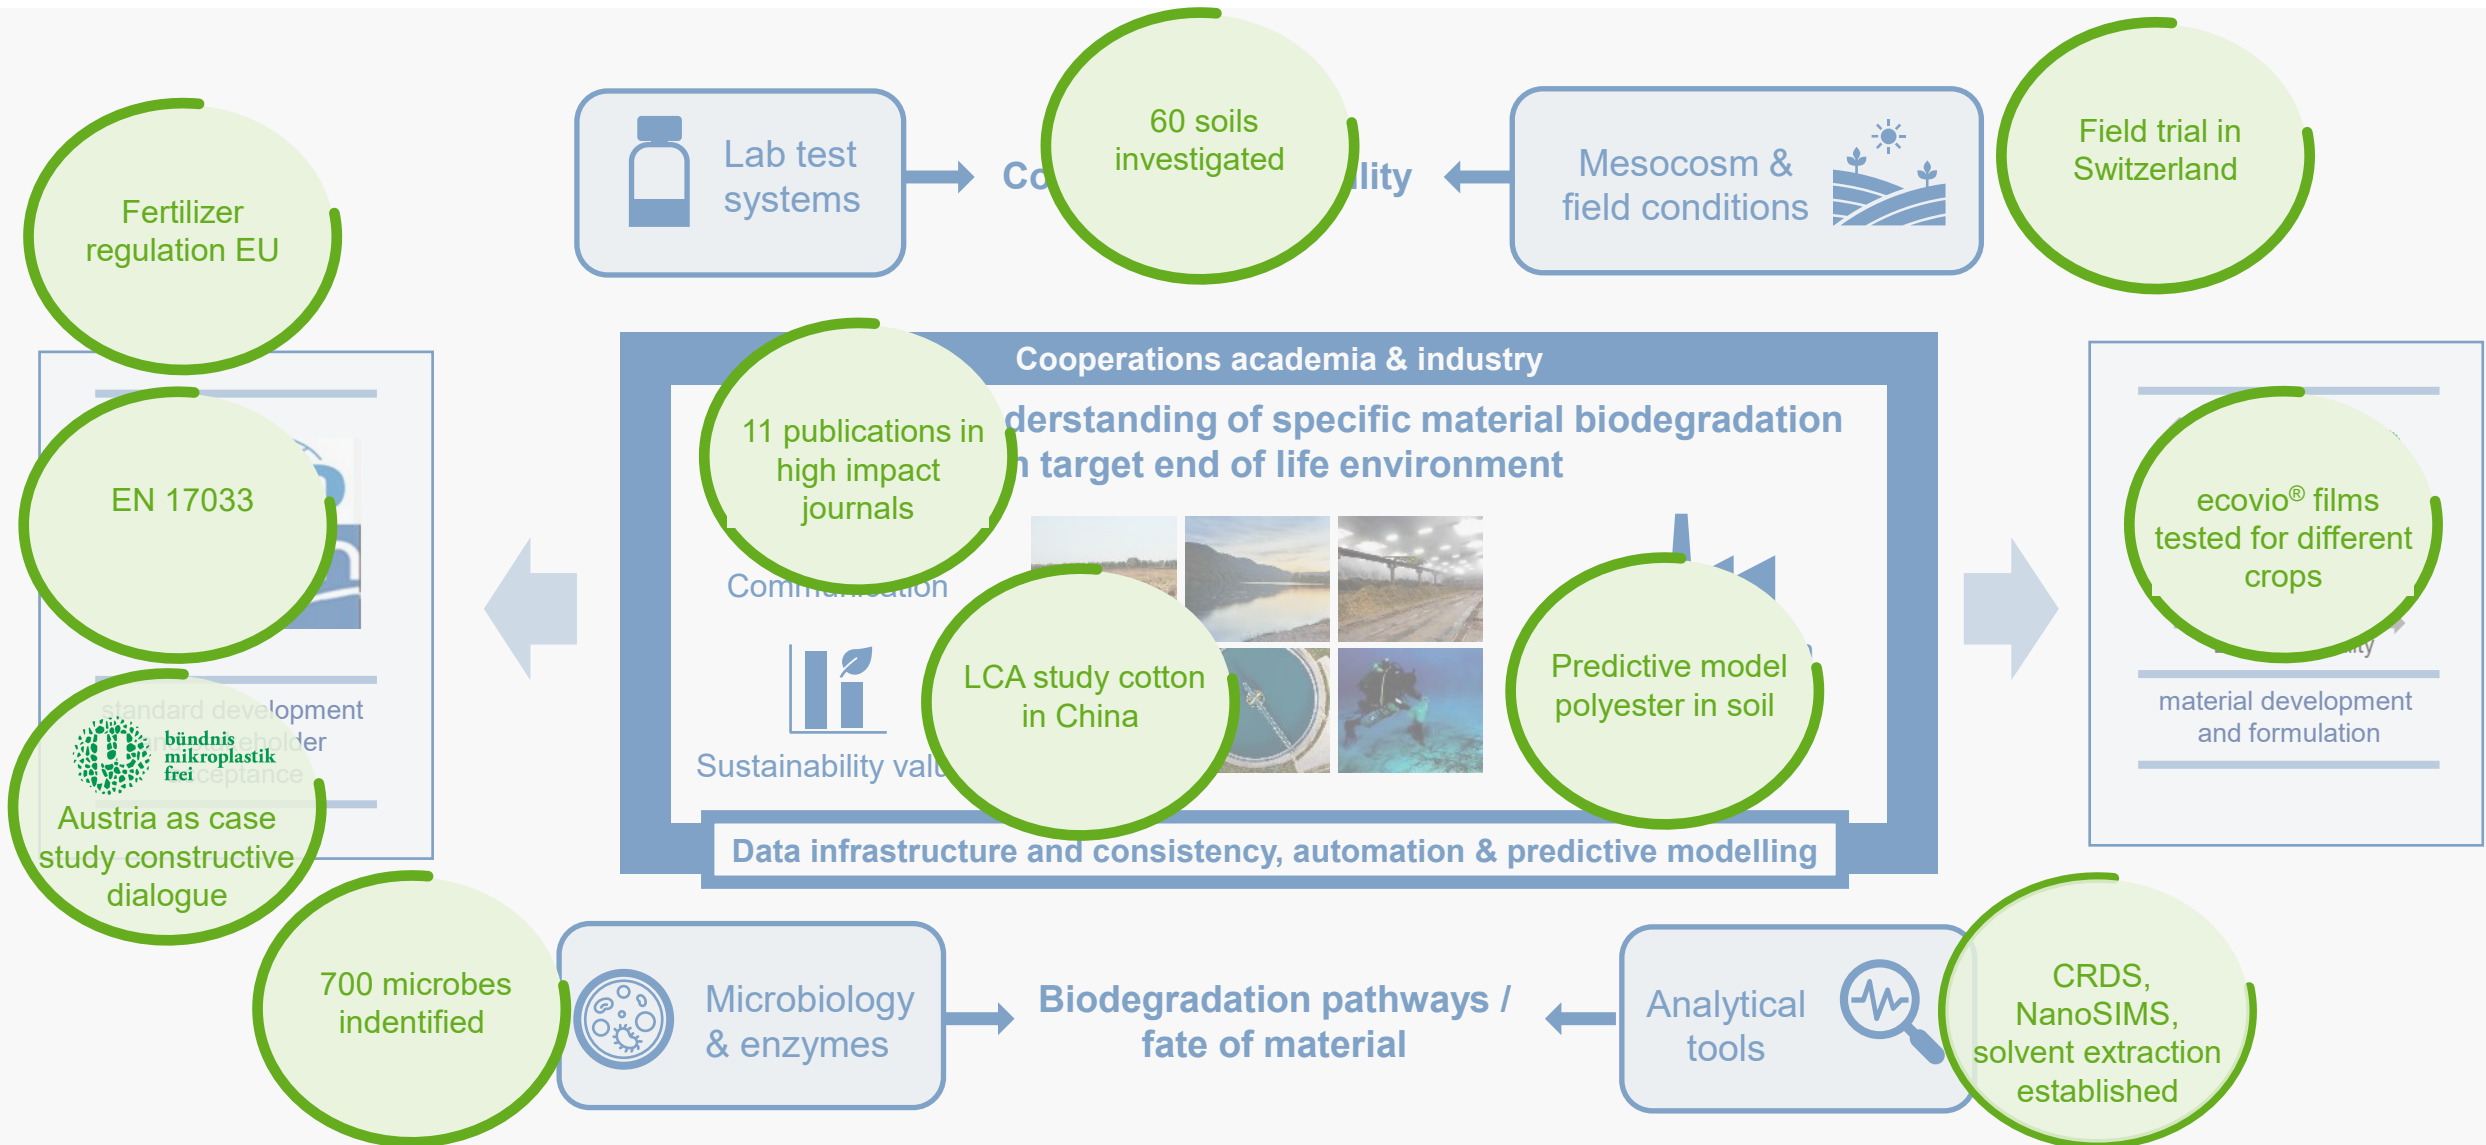 60 soils
investigated
Field trial in
Switzerland
Lab test
systems
Mesocosm &
field conditions
Fertilizer
regulation EU
Cooperations academia & industry
11 publications in
high impact
journals
of specific material biodegradation
target end of life environment
EN 17033
ecovio® films
tested for different
crops
Communication
LCA study cotton
in China
Predictive model
polyester in soil
Sustainability
standard development
acceptance
bündnis
mikroplastik
frei
Austria as case
study constructive
dialogue
material development
and formulation
Data infrastructure and consistency, automation & predictive modelling
700 microbes
indentified
Microbiology
& enzymes
Biodegradation pathways /
fate of material
Analytical
tools
CRDS,
NanoSIMS,
solvent extraction
established